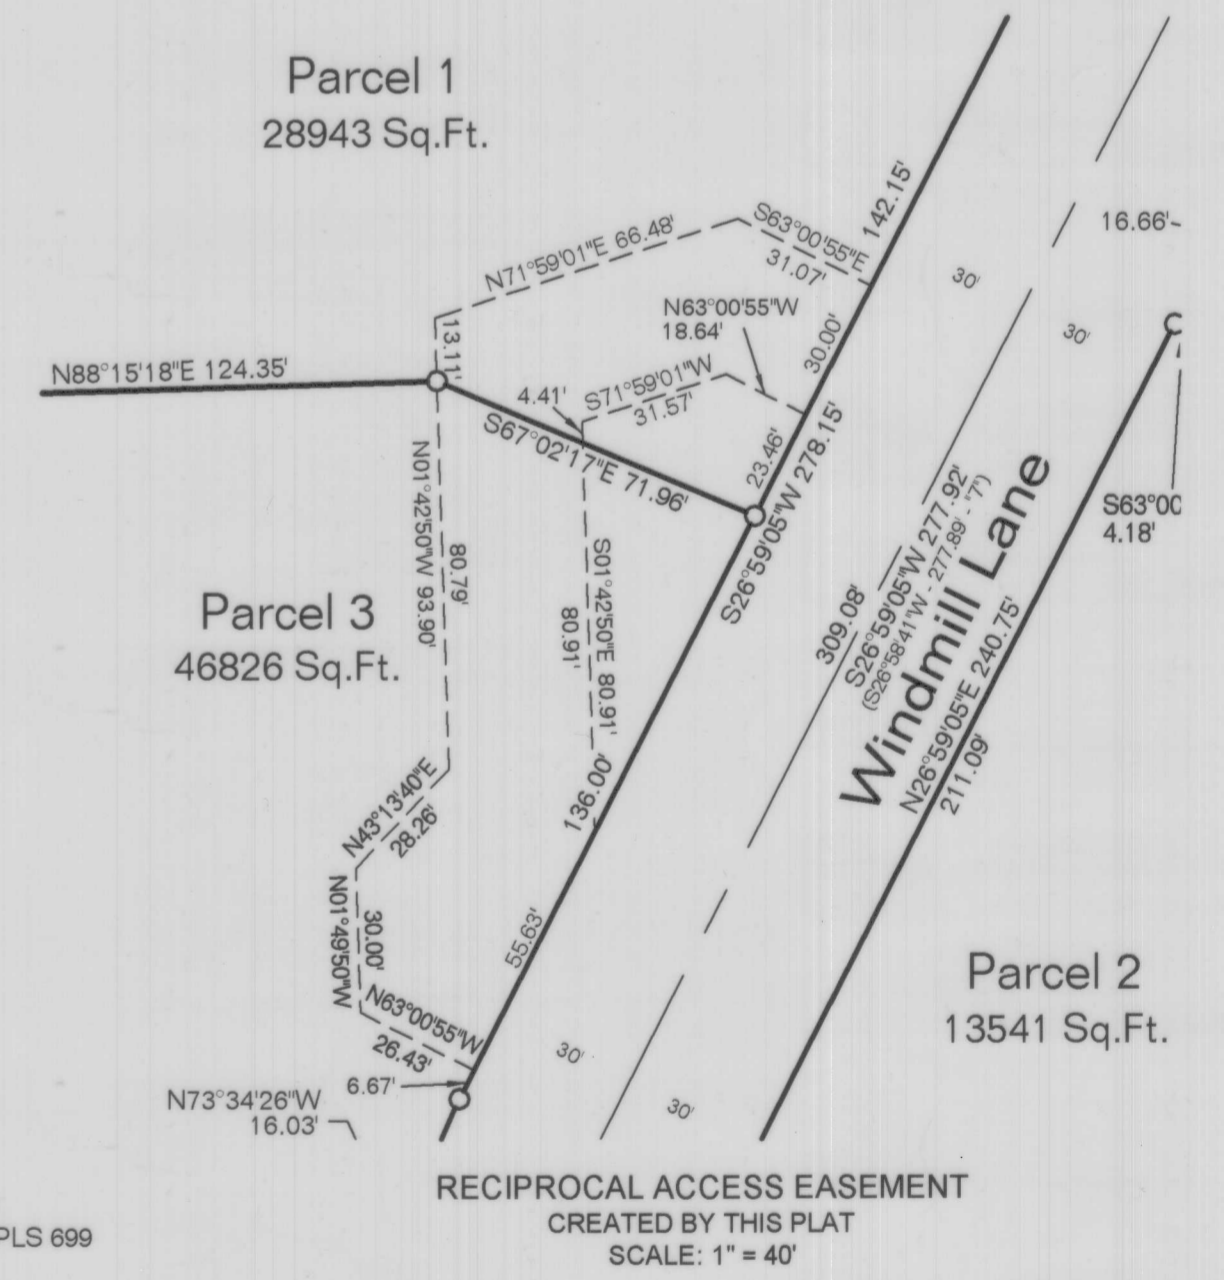 Parcel 1
28943 Sq.Ft.
142.15'
S63°00'55"E
31.07'
N71°59'01"E 66.48'
16.66'-
30'
30'
N63°00'55"W
18.64'
30.00'
13.11'
N88°15'18"E 124.35'
S71°59'01"W
31.57'
4.41'
S67°02'17"E 71.96'
23.46'
S26°59'05"W 278.15'
N01°42'50"W 93.90'
80.79'
S01°42'50"E 80.91'
80.91'
Parcel 3
46826 Sq.Ft.
309.08'
S26°59'05"W 277.92'
(S26°58'41"W - 277.89' - "7")
Windmill Lane
N26°59'05"E 240.75'
211.09'
S63°00
4.18'
136.00'
N43°13'40"E
28.26'
N01°49'50"W
30.00'
55.63'
N63°00'55"W
26.43'
6.67'
N73°34'26"W
16.03'
30'
30'
Parcel 2
13541 Sq.Ft.
RECIPROCAL ACCESS EASEMENT
CREATED BY THIS PLAT
SCALE: 1" = 40'
PLS 699